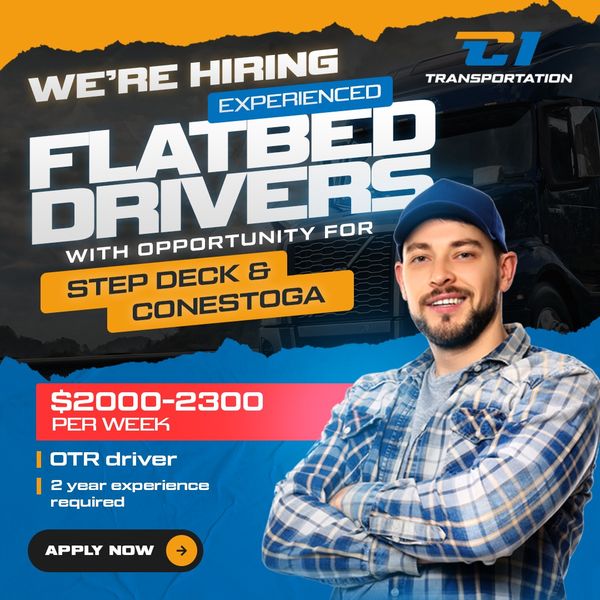 WE'RE HIRING
EXPERIENCED
FLATBED
DRIVERS
WITH OPPORTUNITY FOR
STEP DECK &
CONESTOGA
$2000-2300
PER WEEK
OTR driver
2 year experience
required
APPLY NOW
TRANSPORTATION